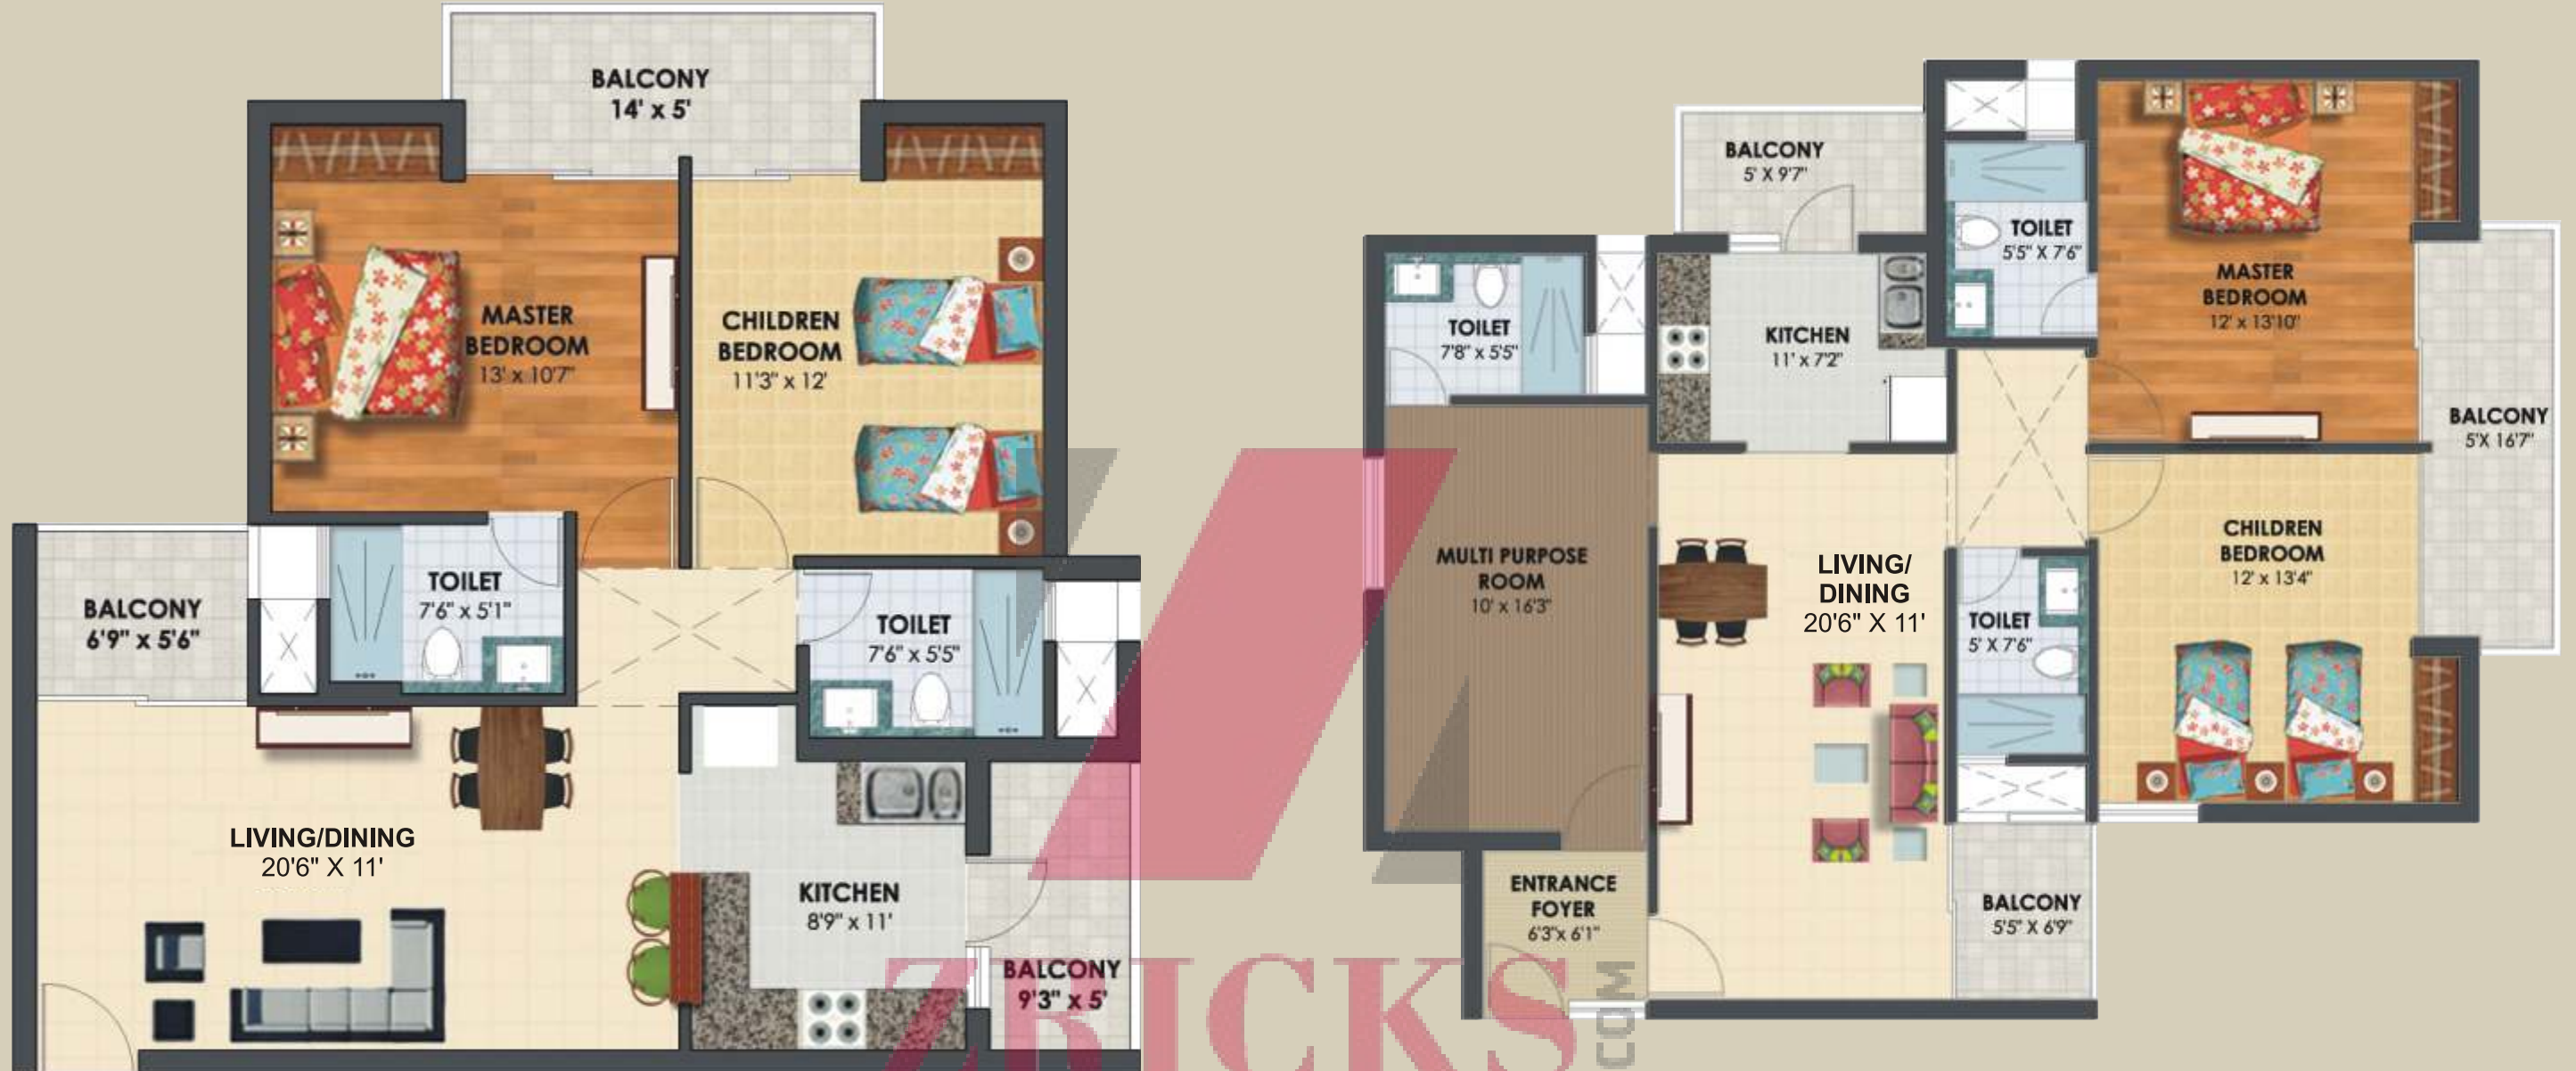 BALCONY
14' x 5'
MASTER
BEDROOM
13' x 10'7"
CHILDREN
BEDROOM
11'3" x 12'
BALCONY
6'9" x 5'6"
TOILET
7'6" x 5'1"
TOILET
7'6" x 5'5"
LIVING/DINING
20'6" X 11'
KITCHEN
8'9" x 11'
BALCONY
9'3" x 5'
BALCONY
5' X 9'7"
TOILET
5'5" X 7'6"
MASTER
BEDROOM
12' x 13'10"
TOILET
7'8" x 5'5"
KITCHEN
11' x 7'2"
BALCONY
5'X 16'7"
MULTI PURPOSE
ROOM
10' x 16'3"
LIVING/
DINING
20'6" X 11'
CHILDREN
BEDROOM
12' x 13'4"
TOILET
5' X 7'6"
ENTRANCE
FOYER
6'3"x 6'1"
BALCONY
5'5" X 6'9"
ZRICKS
COM